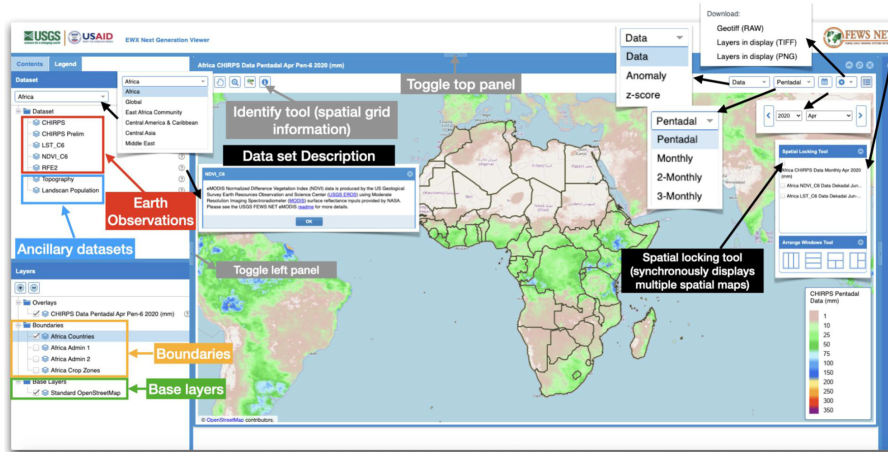 USGS
science for a changing world
USAID
EWX Next Generation Viewer
FEWS NET
Contents
Legend
Dataset
Africa
Dataset
CHIRPS
CHIRPS Prelim
LST_C6
NDVI_C6
RFE2
Topography
Landscan Population
Africa
Africa
Global
East Africa Community
Central America & Caribbean
Central Asia
Middle East
Earth
Observations
Ancillary datasets
Africa CHIRPS Data Pentadal Apr Pen-6 2020 (mm)
Identify tool (spatial grid
information)
Toggle top panel
Data set Description
NDVI_C6
eMODIS Normalized Difference Vegetation Index (NDVI) data is produced by the US Geological
Survey Earth Resources Observation and Science Center (USGS EROS) using Moderate
Resolution Imaging Spectroradiometer (MODIS) surface reflectance inputs provided by NASA.
Please see the USGS FEWS NET eMODIS readme for more details.
OK
Toggle left panel
Layers
Overlays
CHIRPS Data Pentadal Apr Pen-6 2020 (mm)
Boundaries
Africa Countries
Africa Admin 1
Africa Admin 2
Africa Crop Zones
Base Layers
Standard OpenStreetMap
Boundaries
Base layers
© OpenStreetMap contributors.
Data
Data
Anomaly
z-score
Pentadal
Pentadal
Monthly
2-Monthly
3-Monthly
Download:
Geotiff (RAW)
Layers in display (TIFF)
Layers in display (PNG)
Data
Pentadal
2020
Apr
Spatial Locking Tool
Africa CHIRPS Data Monthly Apr 2020
(mm)
Africa NDVI_C6 Data Dekadal Jun-...
Africa LST_C6 Data Dekadal Jun-...
Arrange Windows Tool
Spatial locking tool
(synchronously displays
multiple spatial maps)
CHIRPS Pentadal
Data (mm)
1
10
25
50
75
100
150
200
250
300
350